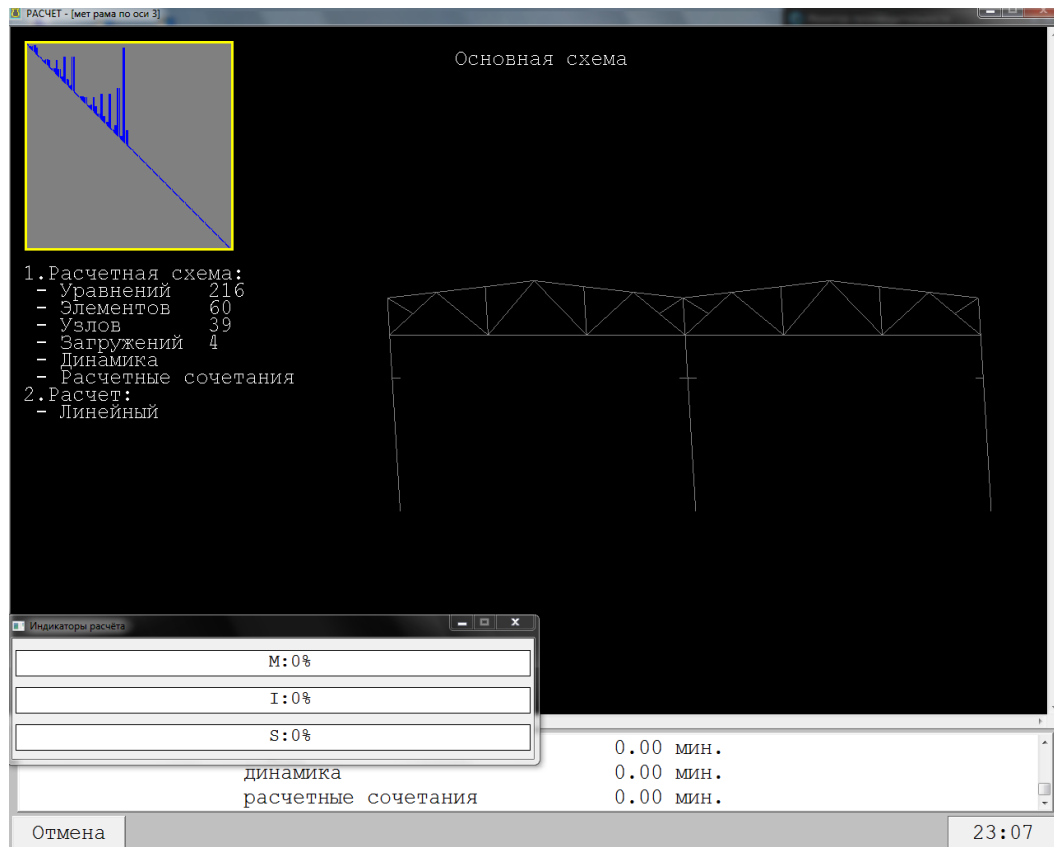 РАСЧЕТ - [мет рама по оси 3]
Основная схема
1.Расчетная схема:
- Уравнений 216
- Элементов 60
- Узлов 39
- Загружений 4
- Динамика
- Расчетные сочетания
2.Расчет:
- Линейный
Индикаторы расчёта
M:0%
I:0%
S:0%
0.00 мин.
динамика 0.00 мин.
расчетные сочетания 0.00 мин.
Отмена 23:07